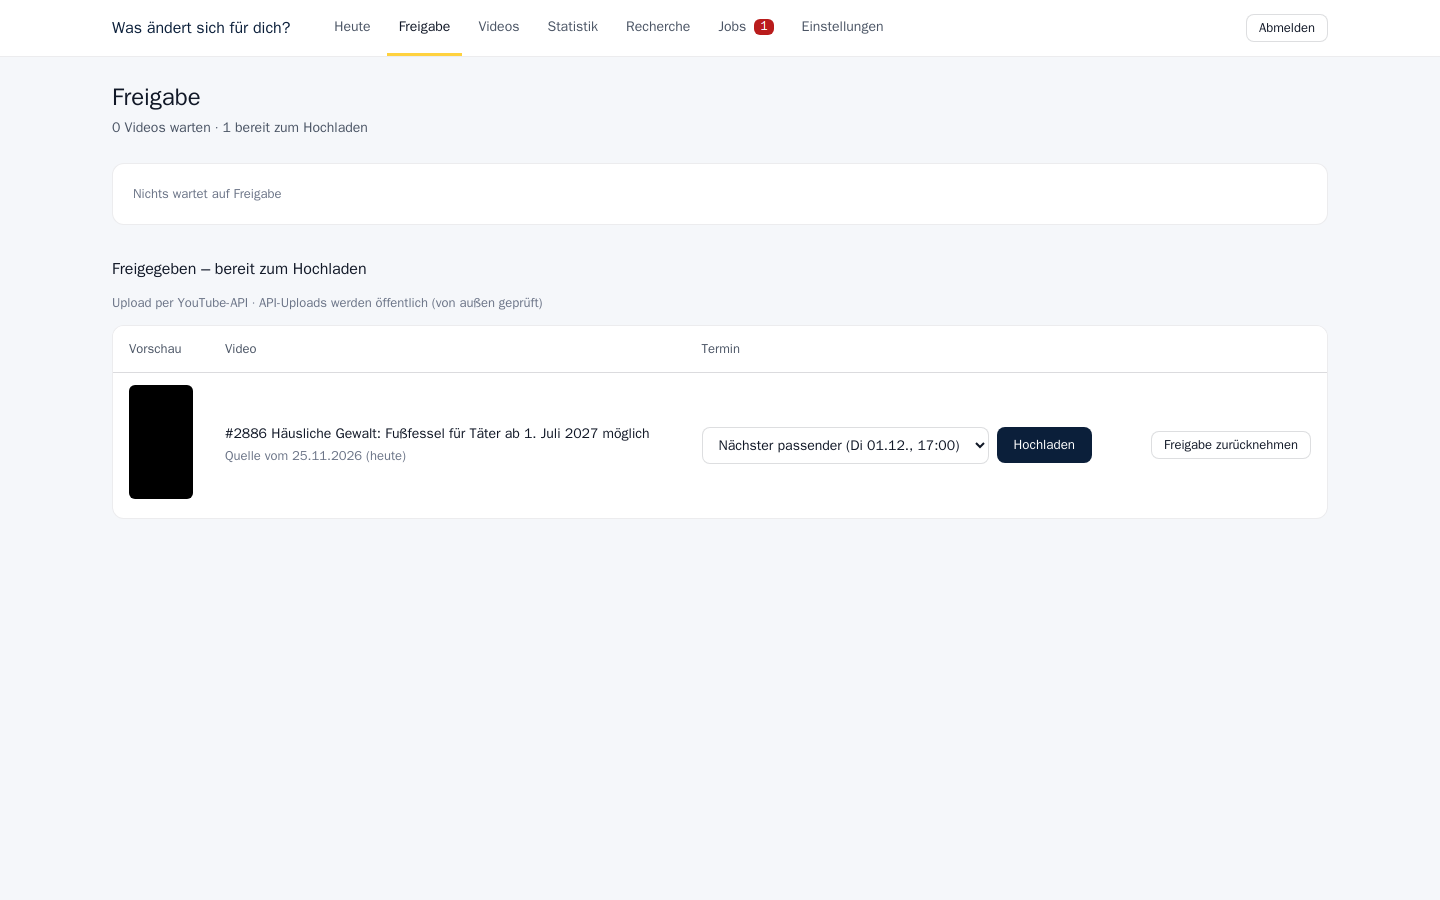 Was ändert sich für dich?
Heute
Freigabe
Videos
Statistik
Recherche
Jobs 1
Einstellungen
Abmelden
Freigabe
0 Videos warten · 1 bereit zum Hochladen
Nichts wartet auf Freigabe
Freigegeben – bereit zum Hochladen
Upload per YouTube-API · API-Uploads werden öffentlich (von außen geprüft)
Vorschau
Video
Termin
#2886 Häusliche Gewalt: Fußfessel für Täter ab 1. Juli 2027 möglich
Quelle vom 25.11.2026 (heute)
Nächster passender (Di 01.12., 17:00)
Hochladen
Freigabe zurücknehmen